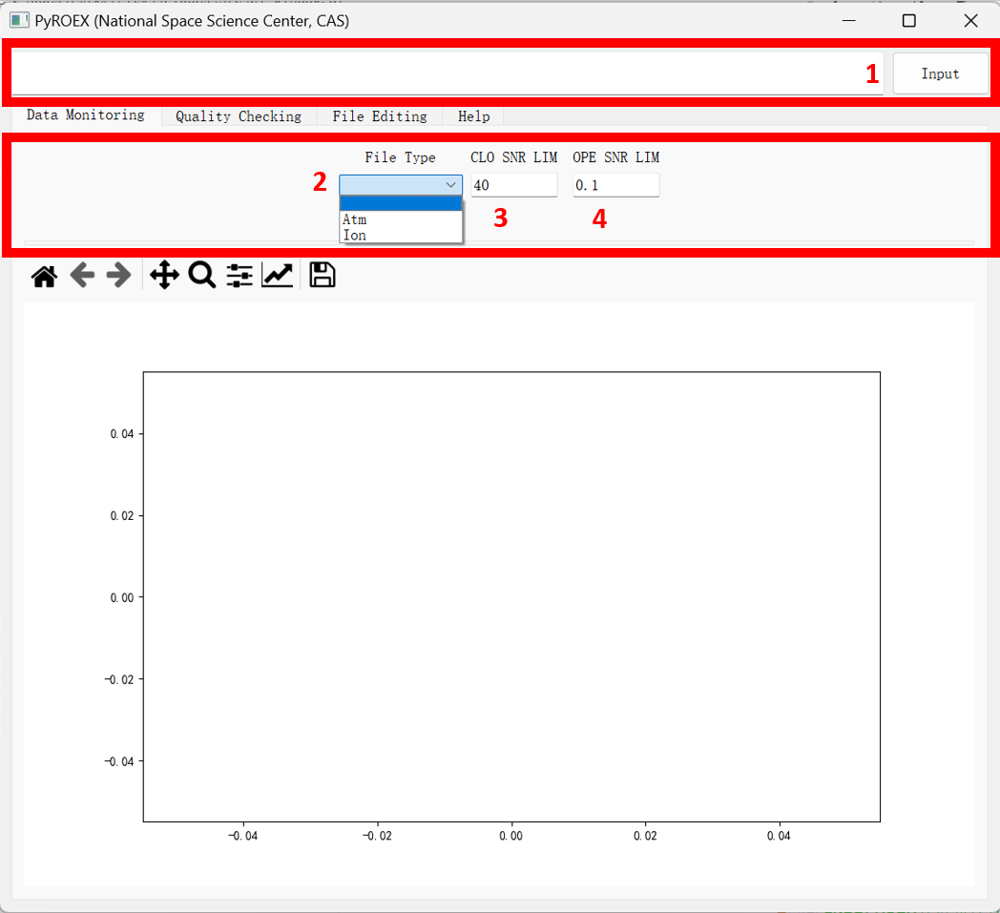 PyROEX (National Space Science Center, CAS)
1 Input
Data Monitoring Quality Checking File Editing Help
File Type CLO SNR LIM OPE SNR LIM
2 40 0.1
Atm 3 4
Ion
0.04
0.02
0.00
-0.02
-0.04
-0.04 -0.02 0.00 0.02 0.04